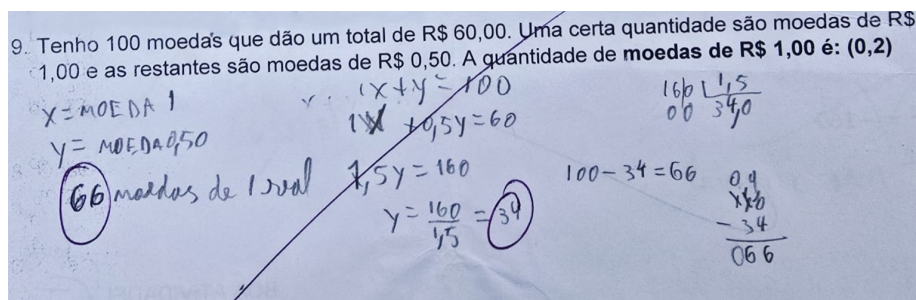 9. Tenho 100 moedas que dão um total de R$ 60,00. Uma certa quantidade são moedas de R$
1,00 e as restantes são moedas de R$ 0,50. A quantidade de moedas de R$ 1,00 é: (0,2)
X = MOEDA 1
y = MOEDA 0,50
66 moedas de 1 real
1x + y = 100
1x + 0,5y = 60
1,5y = 160
y = 160/1,5 = 34
160 1,5
00 34,0
100 - 34 = 66
09
- 34
066